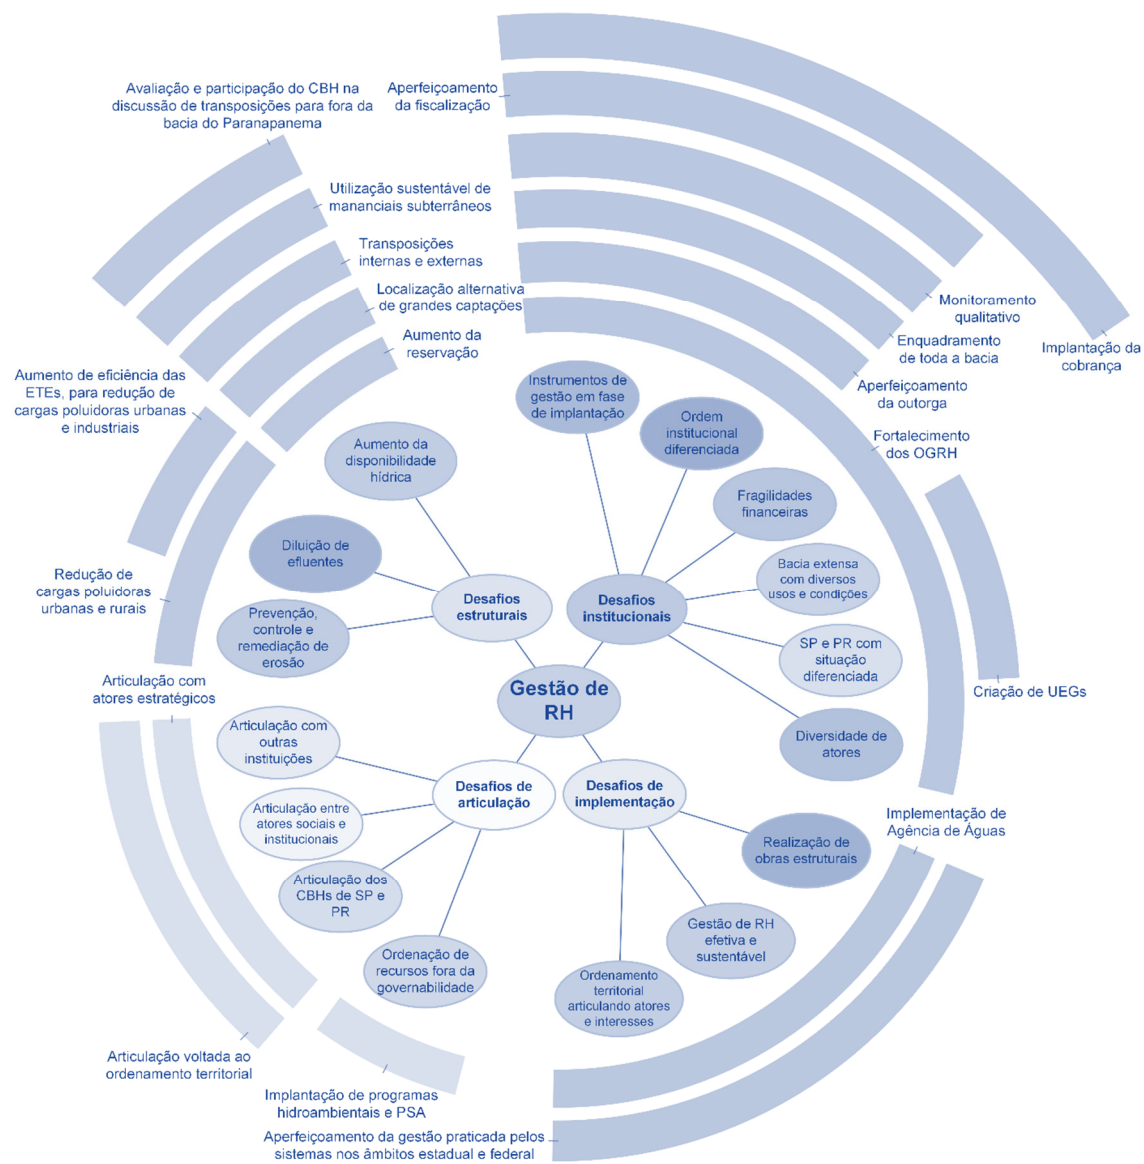 Avaliação e participação do CBH na
discussão de transposições para fora da
bacia do Paranapanema
Aperfeiçoamento
da fiscalização
Utilização sustentável de
mananciais subterrâneos
Transposições
internas e externas
Localização alternativa
de grandes captações
Aumento da
reservação
Monitoramento
qualitativo
Implantação da
cobrança
Enquadramento
de toda a bacia
Aperfeiçoamento
da outorga
Fortalecimento
dos OGRH
Aumento de eficiência das
ETEs, para redução de
cargas poluidoras urbanas
e industriais
Instrumentos de
gestão em fase
de implantação
Ordem
institucional
diferenciada
Aumento da
disponibilidade
hídrica
Fragilidades
financeiras
Diluição de
efluentes
Bacia extensa
com diversos
usos e condições
Redução de
cargas poluidoras
urbanas e rurais
Desafios
estruturais
Desafios
institucionais
Prevenção,
controle e
remediação de
erosão
SP e PR com
situação
diferenciada
Articulação com
atores estratégicos
Gestão de
RH
Criação de UEGs
Articulação com
outras
instituições
Diversidade de
atores
Desafios de
articulação
Desafios de
implementação
Articulação entre
atores sociais e
institucionais
Implementação de
Agência de Águas
Realização de
obras estruturais
Articulação dos
CBHs de SP e
PR
Gestão de RH
efetiva e
sustentável
Ordenação de
recursos fora da
governabilidade
Ordenamento
territorial
articulando atores
e interesses
Articulação voltada ao
ordenamento territorial
Implantação de programas
hidroambientais e PSA
Aperfeiçoamento da gestão praticada pelos
sistemas nos âmbitos estadual e federal